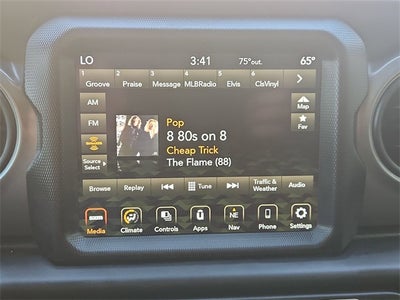 LO 3:41 75°out. 65°
1 Groove 2 Praise 3 Message 4 MLBRadio 5 Elvis 6 ClsVinyl
AM
FM
Source Select
Map
Fav
Pop
8 80s on 8
Cheap Trick
The Flame (88)
Browse Replay Tune Traffic & Weather Audio
NE
Media Climate Controls Apps Nav Phone Settings